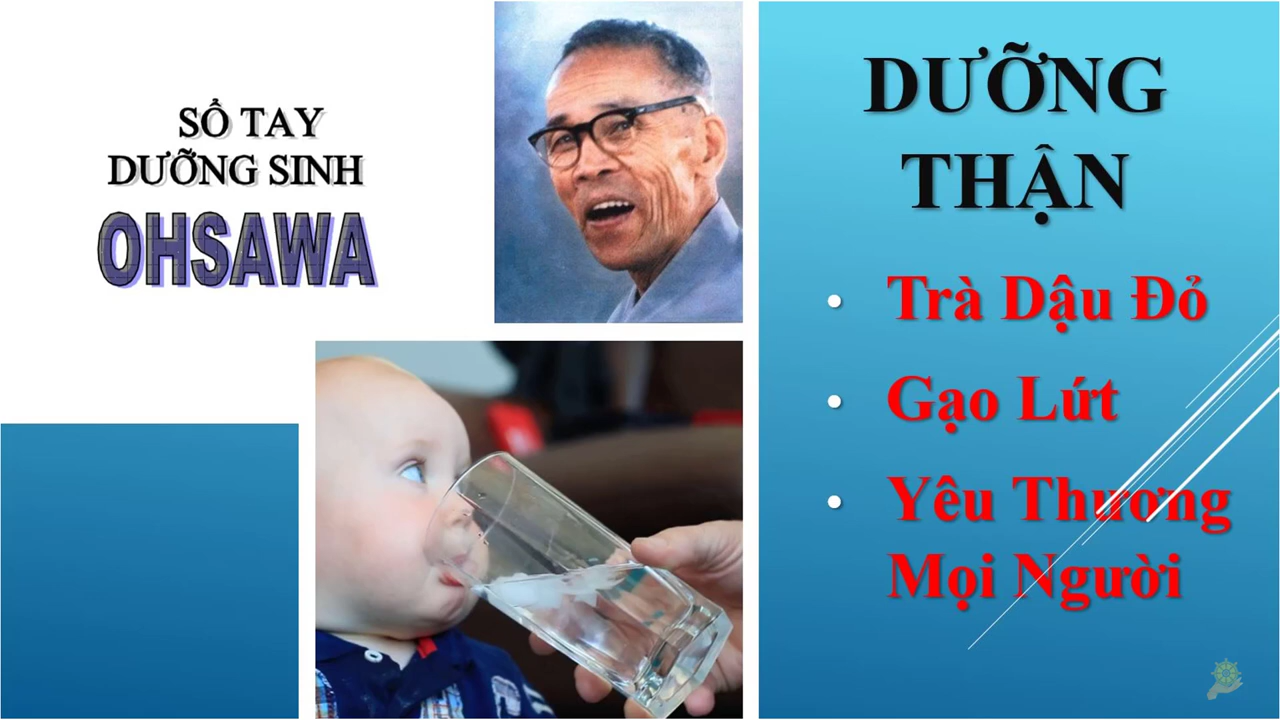 SỔ TAY
DƯỠNG SINH
OHSAWA
DƯỠNG
THẬN
• Trà Dậu Đỏ
• Gạo Lứt
• Yêu Thương
Mọi Người